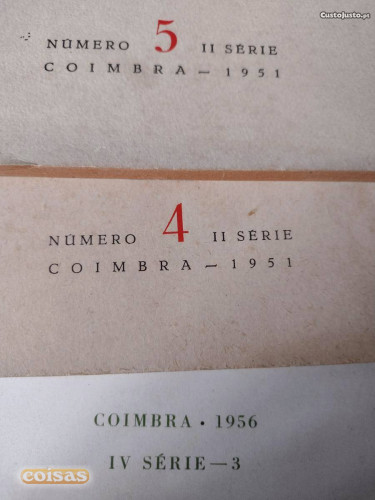 CustoJusto.pt
NÚMERO 5 II SÉRIE
COIMBRA — 1951
NÚMERO 4 II SÉRIE
COIMBRA — 1951
COIMBRA • 1956
IV SÉRIE — 3
coisas